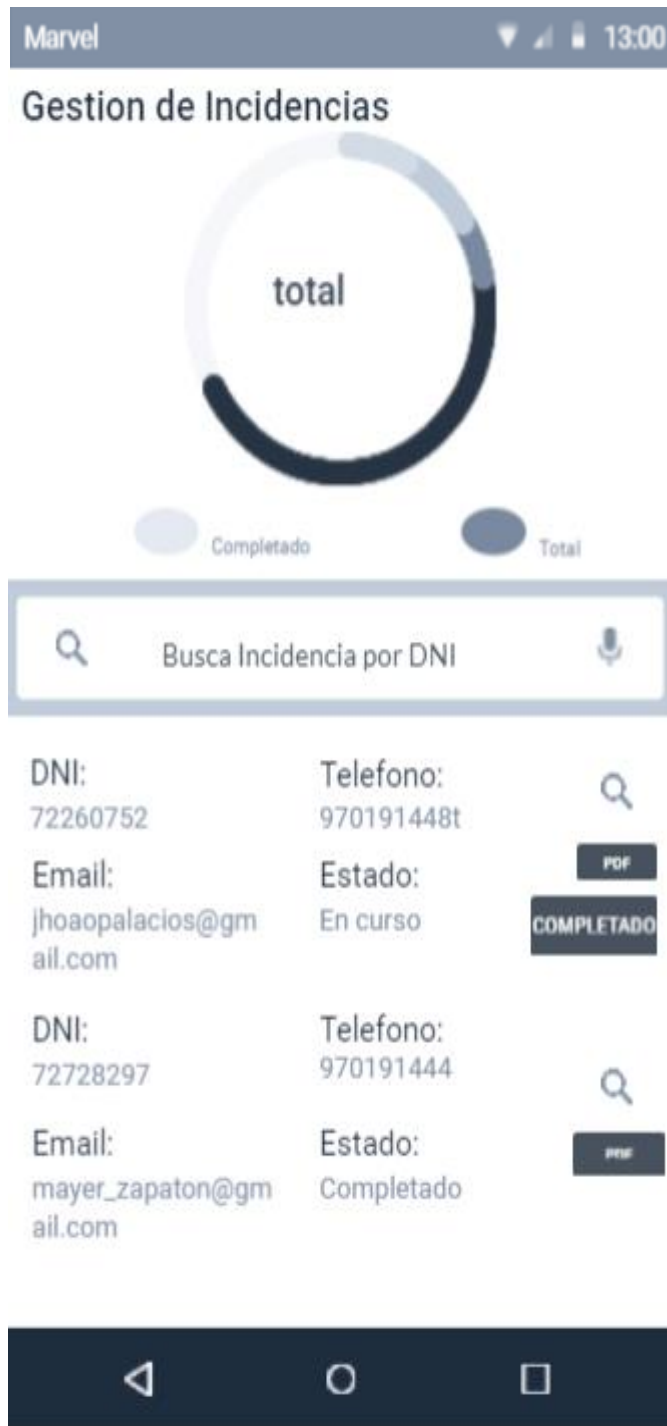 Marvel 13:00
Gestion de Incidencias
total
Completado Total
Busca Incidencia por DNI
DNI: Telefono:
72260752 970191448t
PDF
Email: Estado:
jhoaopalacios@gm En curso COMPLETADO
ail.com
DNI: Telefono:
72728297 970191444
Email: Estado: PDF
mayer_zapaton@gm Completado
ail.com